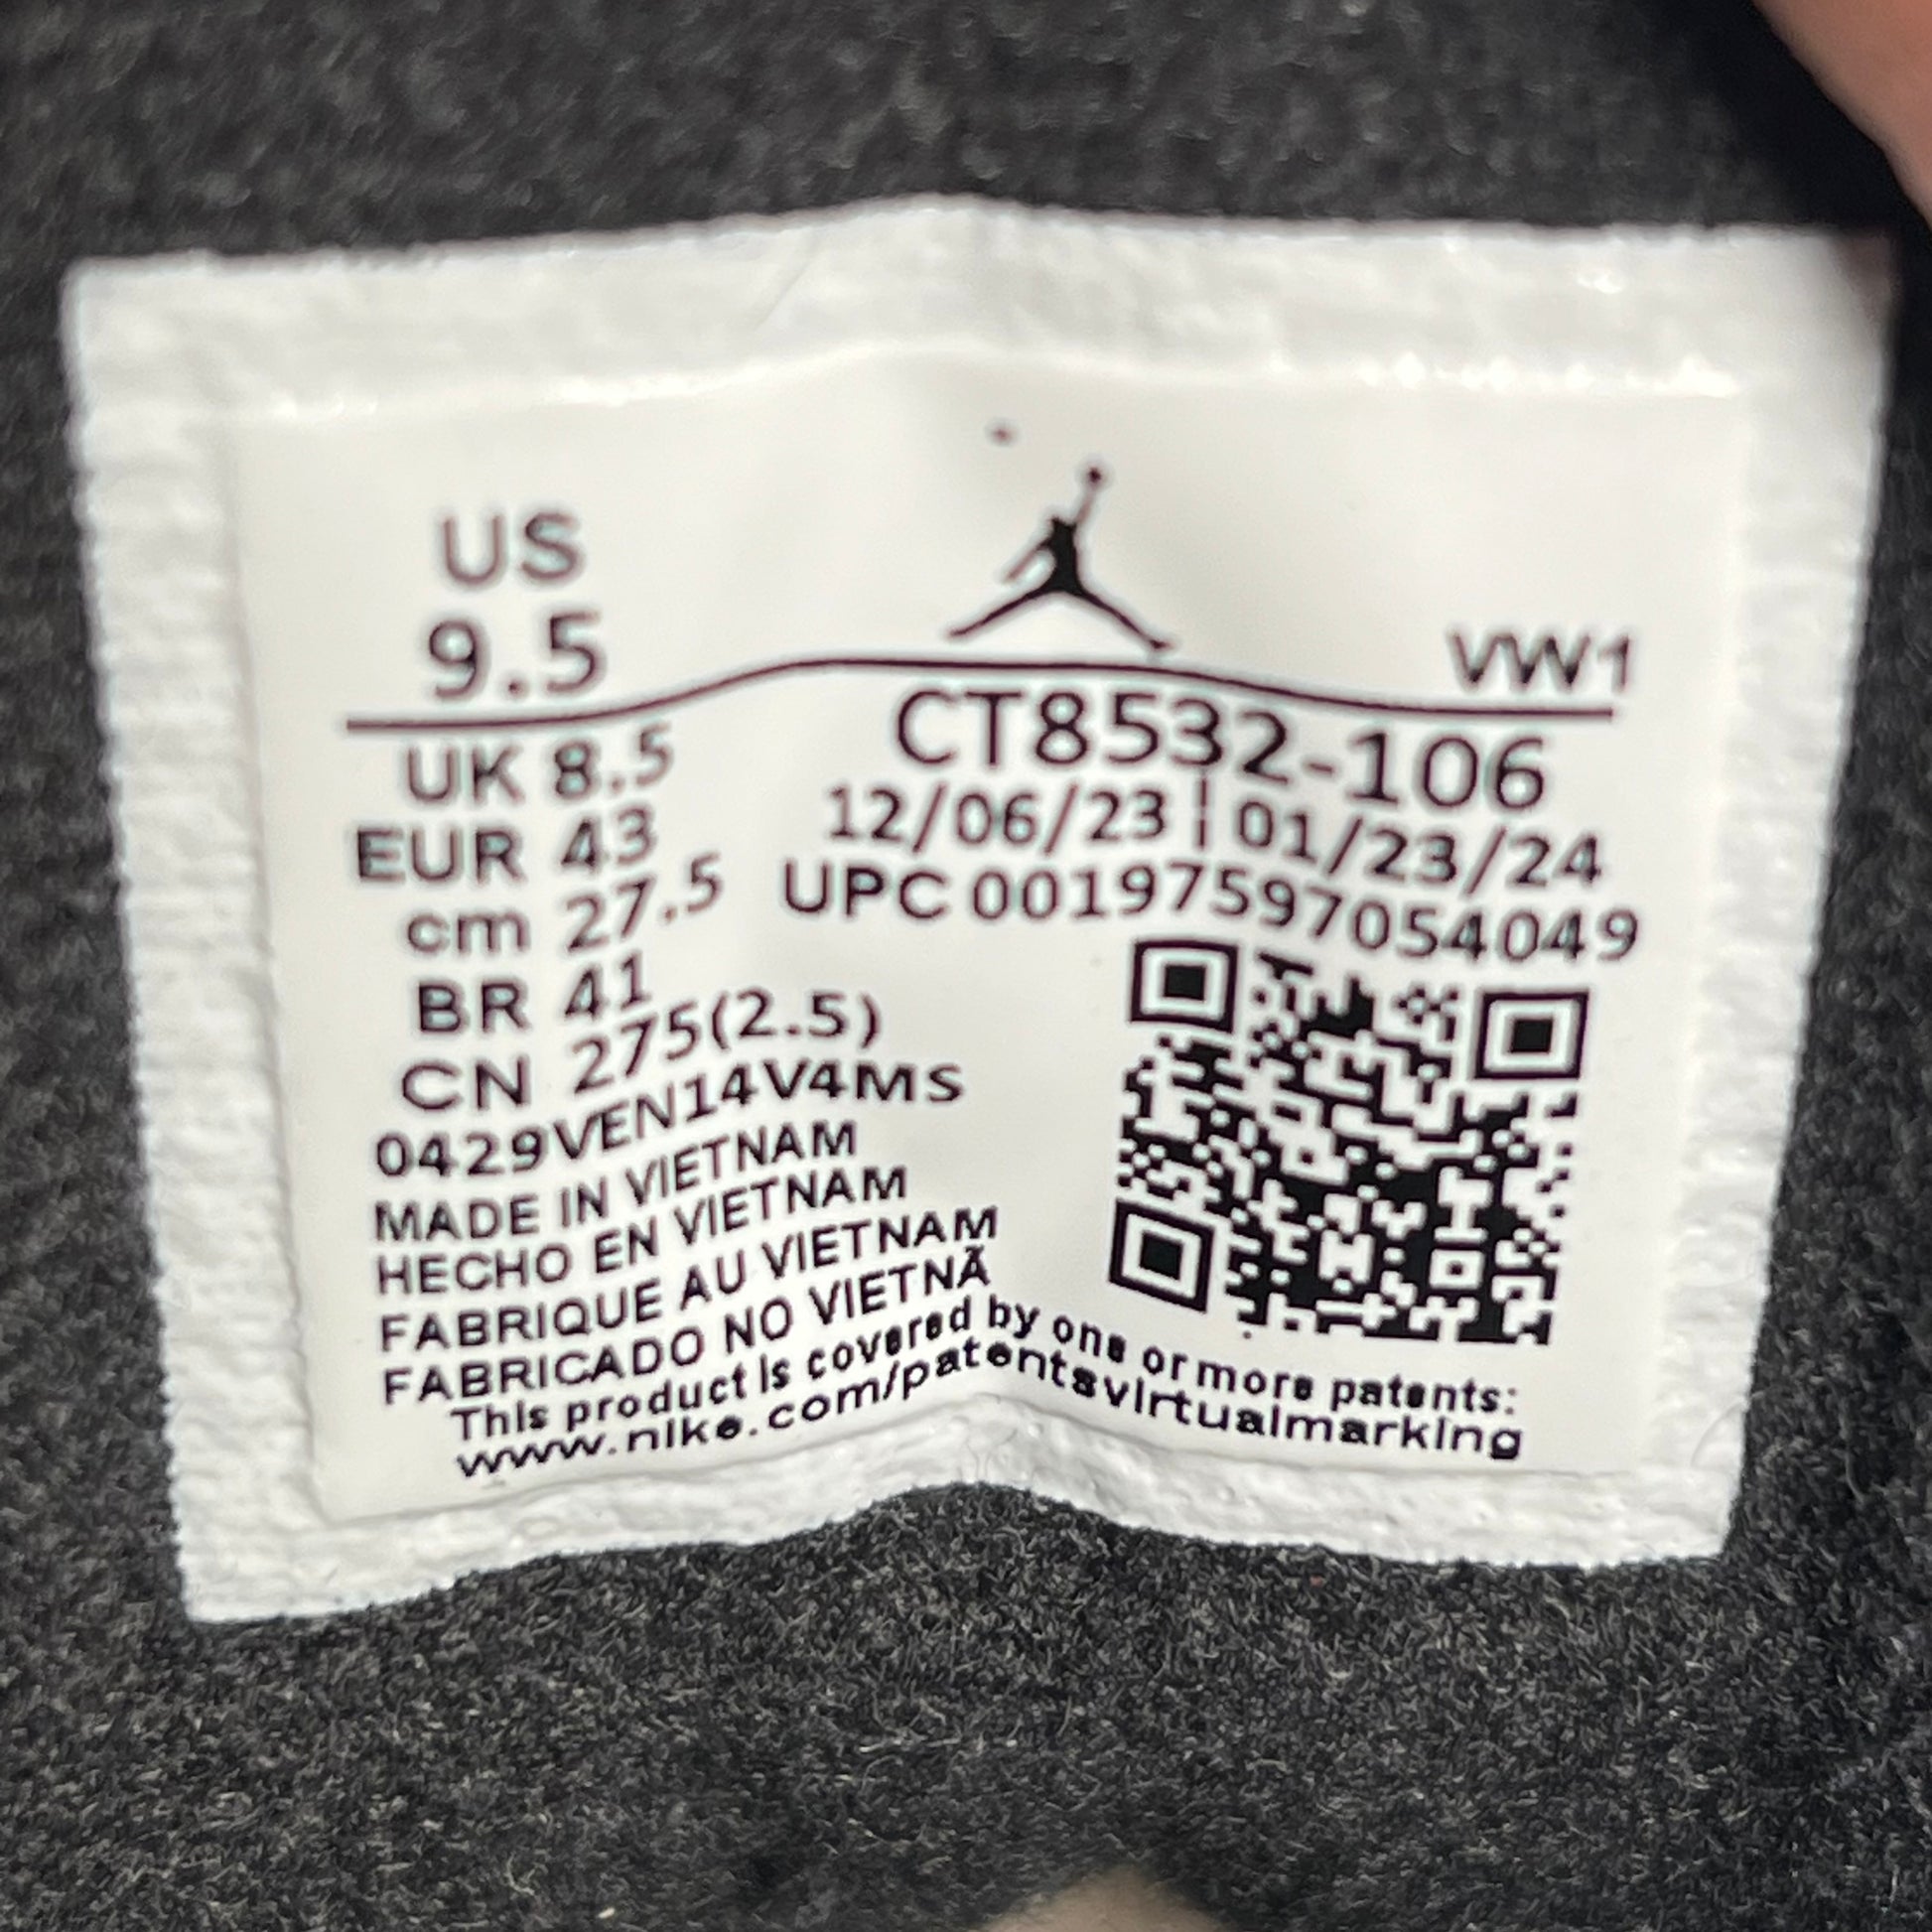 US
9.5
VW1
UK 8.5
EUR 43
cm 27.5
BR 41
CN 275(2.5)
CT8532-106
12/06/23 | 01/23/24
UPC 00197597054049
0429VEN14V4MS
MADE IN VIETNAM
HECHO EN VIETNAM
FABRIQUE AU VIETNAM
FABRICADO NO VIETNÃ
This product is covered by one or more patents:
www.nike.com/patentsvirtualmarking